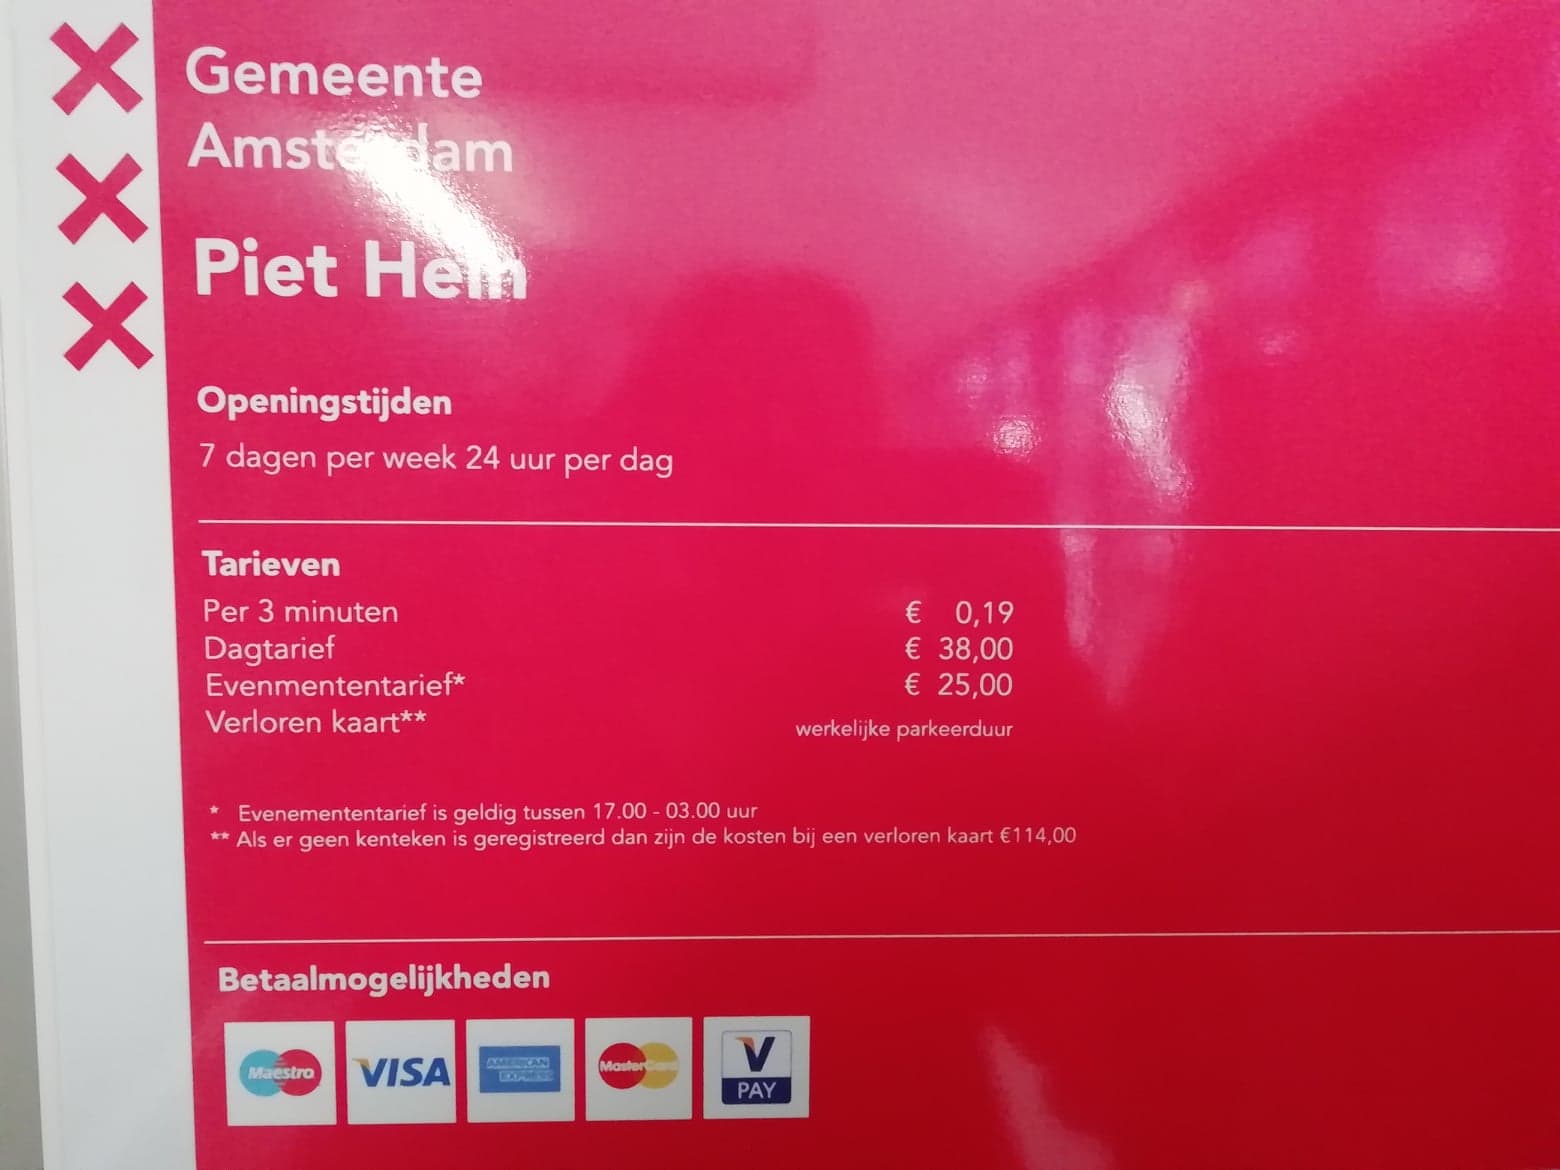 Gemeente
Amsterdam
Piet Hein
Openingstijden
7 dagen per week 24 uur per dag
Tarieven
Per 3 minuten € 0,19
Dagtarief € 38,00
Evenmententarief* € 25,00
Verloren kaart** werkelijke parkeerduur
* Evenemententarief is geldig tussen 17.00 - 03.00 uur
** Als er geen kenteken is geregistreerd dan zijn de kosten bij een verloren kaart €114,00
Betaalmogelijkheden
Maestro VISA AMERICAN EXPRESS MasterCard V PAY